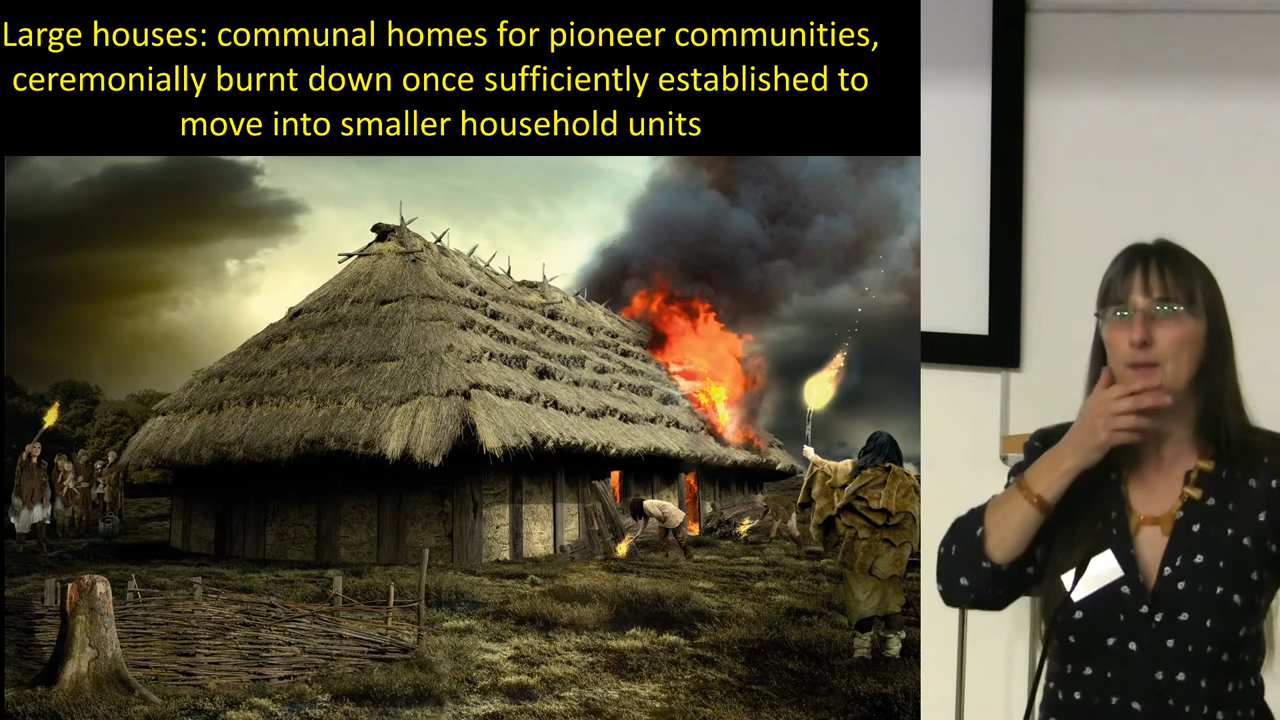 Large houses: communal homes for pioneer communities,
ceremonially burnt down once sufficiently established to
move into smaller household units